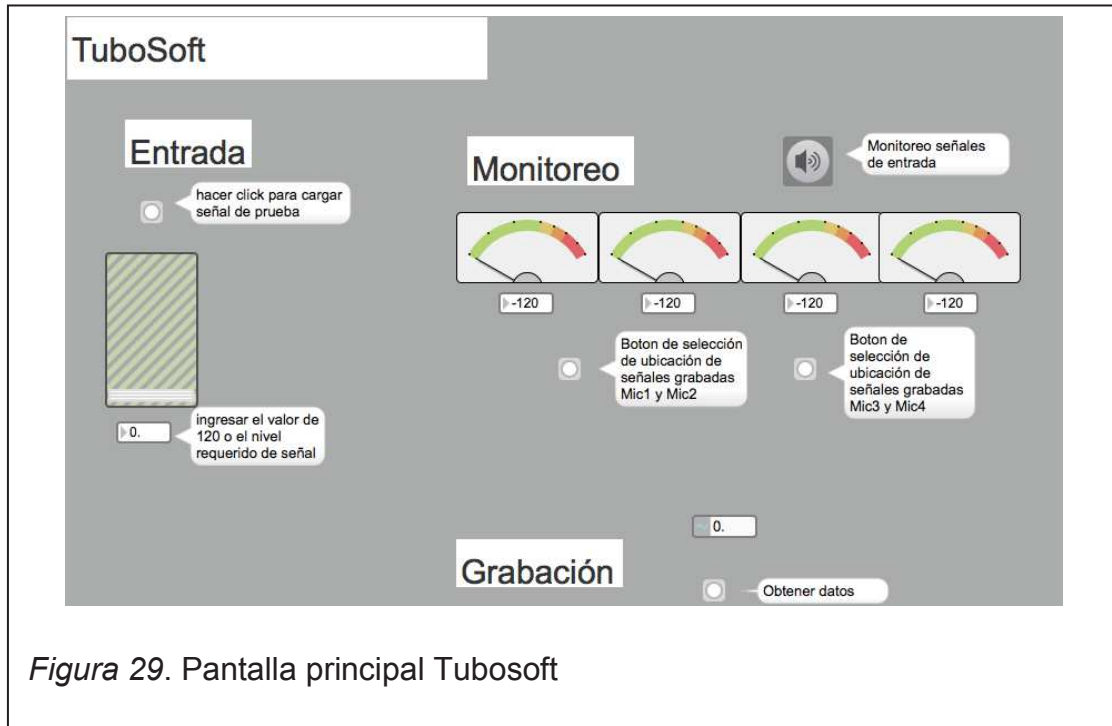 TuboSoft
Entrada
hacer click para cargar
señal de prueba
0.
ingresar el valor de
120 o el nivel
requerido de señal
Monitoreo
Monitoreo señales
de entrada
-120
-120
-120
-120
Boton de selección
de ubicación de
señales grabadas
Mic1 y Mic2
Boton de
selección de
ubicación de
señales grabadas
Mic3 y Mic4
0.
Grabación
Obtener datos
Figura 29. Pantalla principal Tubosoft